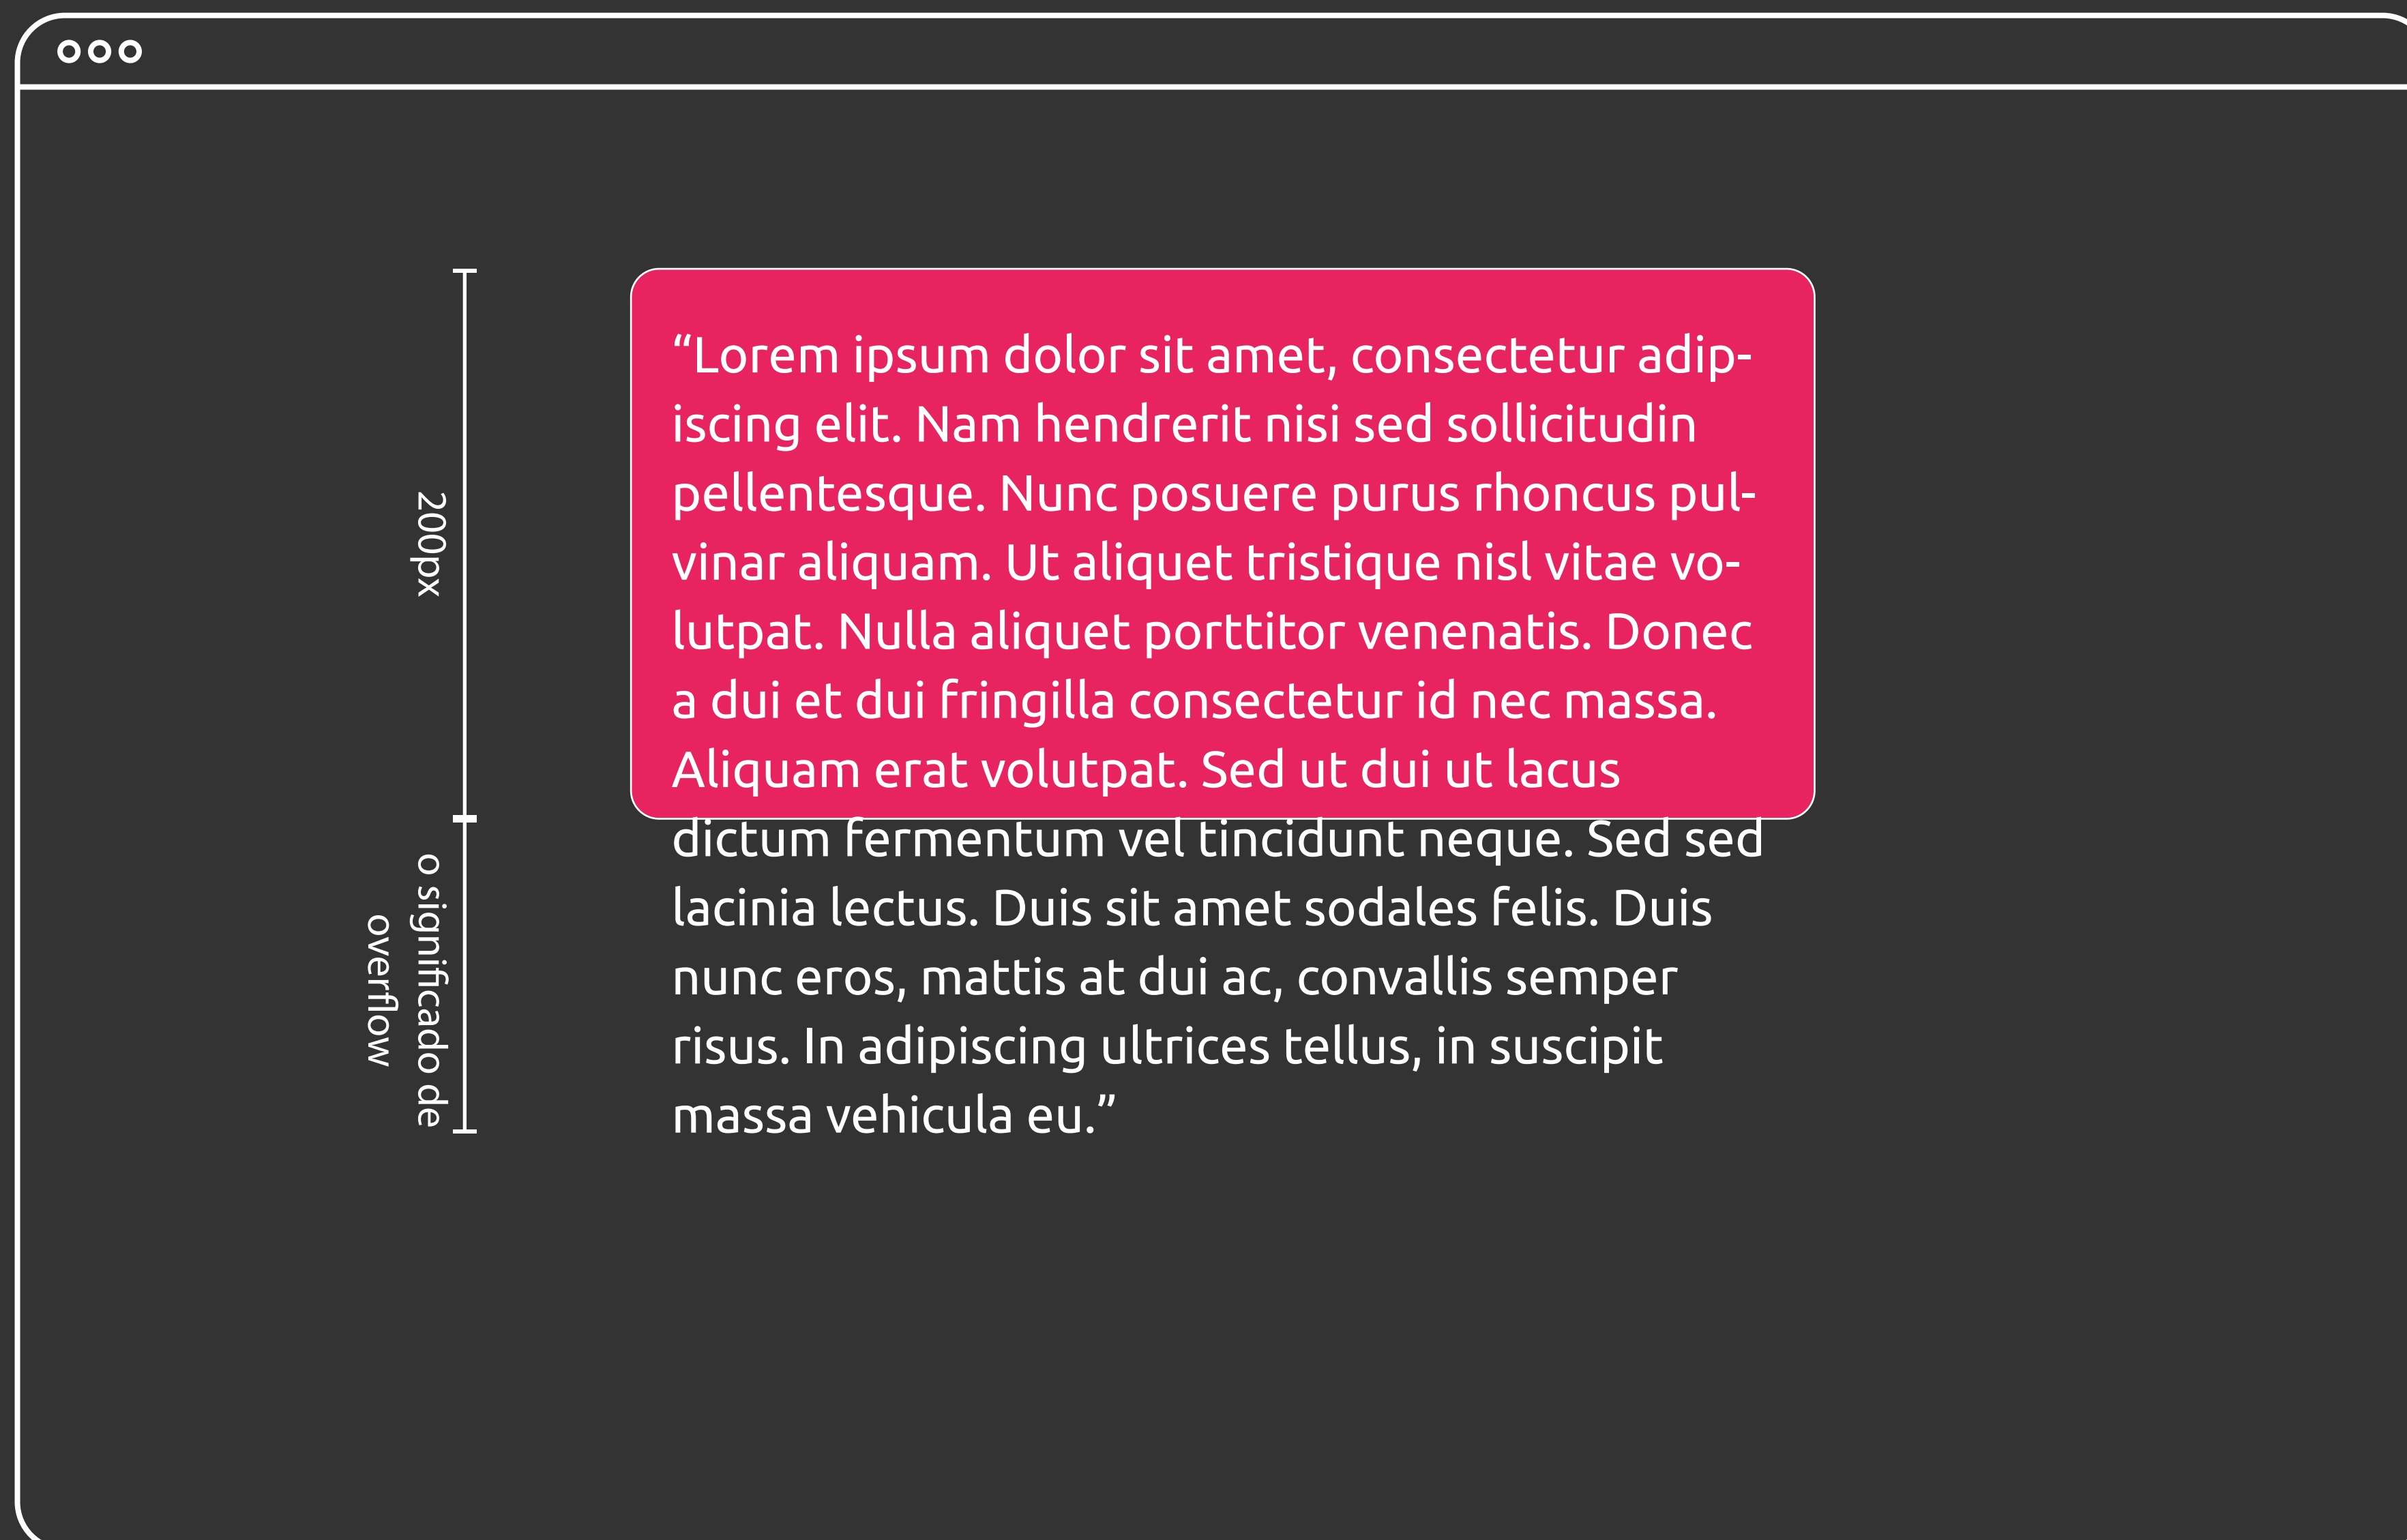 200px
o significado de
overflow
“Lorem ipsum dolor sit amet, consectetur adip-
iscing elit. Nam hendrerit nisi sed sollicitudin
pellentesque. Nunc posuere purus rhoncus pul-
vinar aliquam. Ut aliquet tristique nisl vitae vo-
lutpat. Nulla aliquet porttitor venenatis. Donec
a dui et dui fringilla consectetur id nec massa.
Aliquam erat volutpat. Sed ut dui ut lacus
dictum fermentum vel tincidunt neque. Sed sed
lacinia lectus. Duis sit amet sodales felis. Duis
nunc eros, mattis at dui ac, convallis semper
risus. In adipiscing ultrices tellus, in suscipit
massa vehicula eu.”